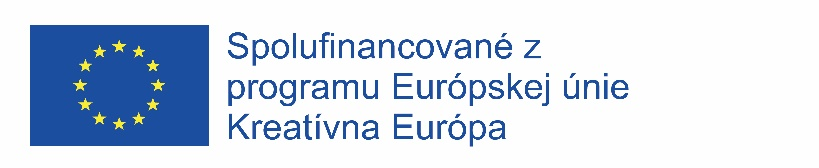 Spolufinancované z
programu Európskej únie
Kreatívna Európa